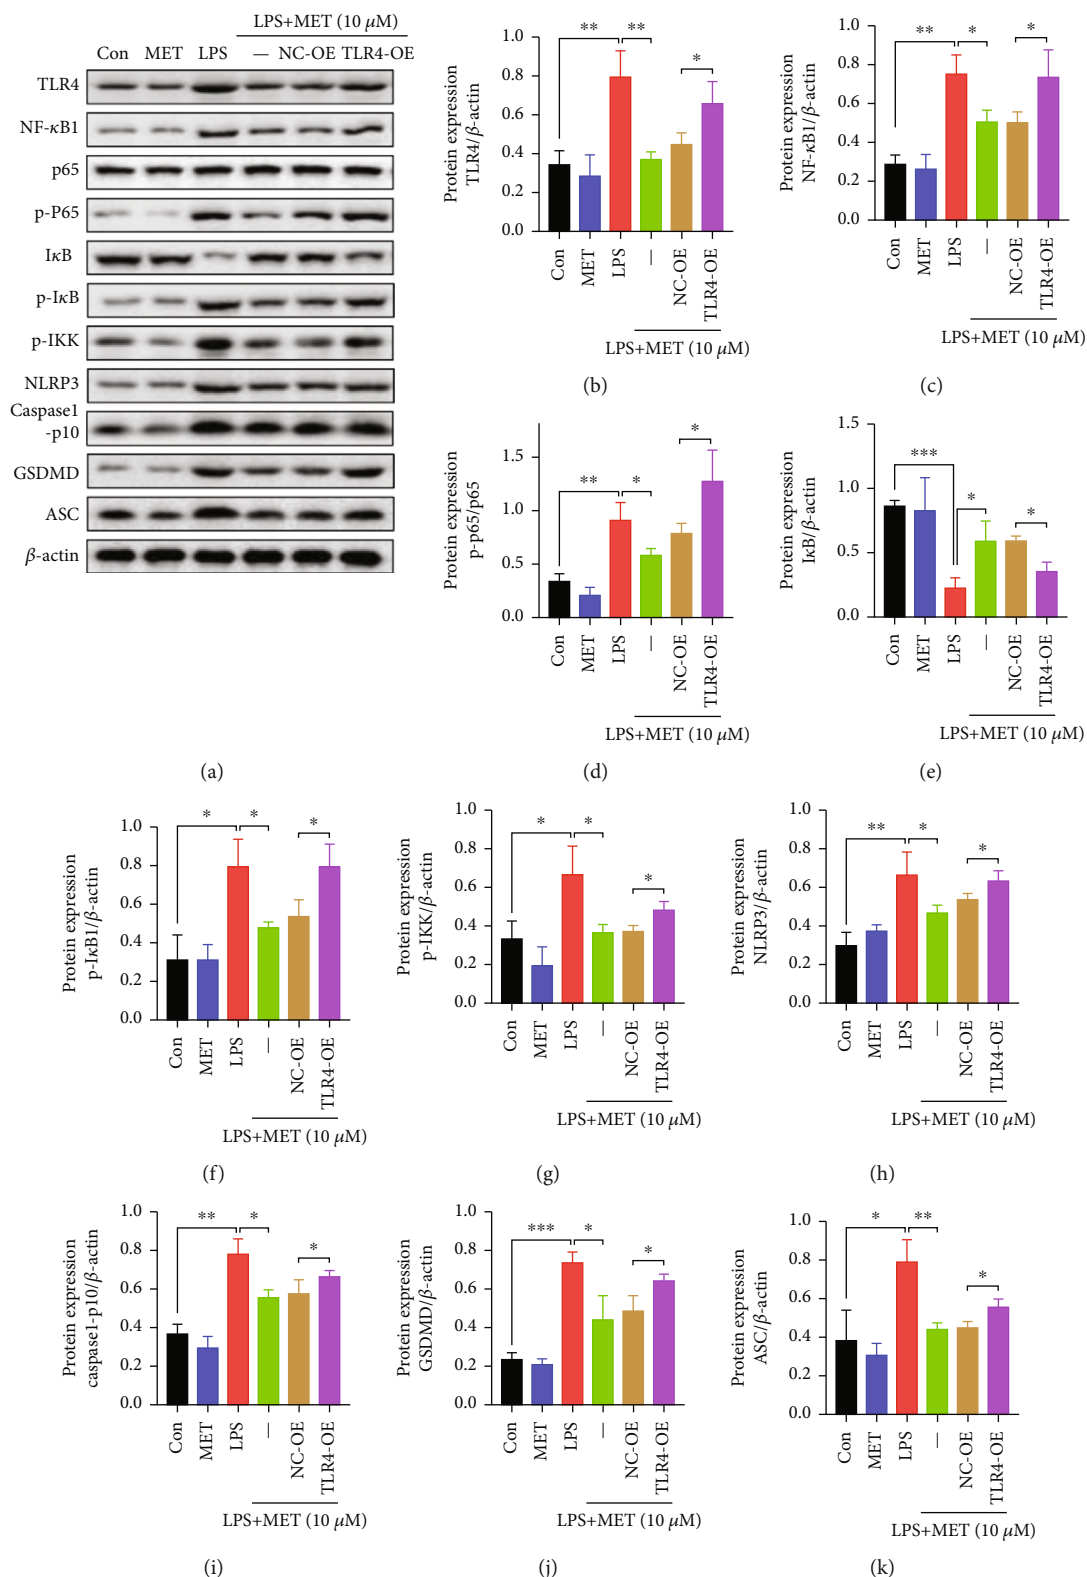 LPS+MET (10 μM)
Con MET LPS — NC-OE TLR4-OE
TLR4
NF-κB1
p65
p-P65
IκB
p-IκB
p-IKK
NLRP3
Caspase1
-p10
GSDMD
ASC
β-actin
(a)
Protein expression
TLR4/β-actin
1.0
0.8
0.6
0.4
0.2
0.0
** ** *
Con
MET
LPS
—
NC-OE
TLR4-OE
LPS+MET (10 μM)
(b)
Protein expression
NF-κB1/β-actin
1.0
0.8
0.6
0.4
0.2
0.0
** * *
Con
MET
LPS
—
NC-OE
TLR4-OE
LPS+MET (10 μM)
(c)
Protein expression
p-p65/p65
1.5
1.0
0.5
0.0
** * *
Con
MET
LPS
—
NC-OE
TLR4-OE
LPS+MET (10 μM)
(d)
Protein expression
IκB/β-actin
1.5
1.0
0.5
0.0
*** * *
Con
MET
LPS
—
NC-OE
TLR4-OE
LPS+MET (10 μM)
(e)
Protein expression
p-IκB1/β-actin
1.0
0.8
0.6
0.4
0.2
0.0
* * *
Con
MET
LPS
—
NC-OE
TLR4-OE
LPS+MET (10 μM)
(f)
Protein expression
p-IKK/β-actin
1.0
0.8
0.6
0.4
0.2
0.0
* * *
Con
MET
LPS
—
NC-OE
TLR4-OE
LPS+MET (10 μM)
(g)
Protein expression
NLRP3/β-actin
1.0
0.8
0.6
0.4
0.2
0.0
** * *
Con
MET
LPS
—
NC-OE
TLR4-OE
LPS+MET (10 μM)
(h)
Protein expression
caspase1-p10/β-actin
1.0
0.8
0.6
0.4
0.2
0.0
** * *
Con
MET
LPS
—
NC-OE
TLR4-OE
LPS+MET (10 μM)
(i)
Protein expression
GSDMD/β-actin
1.0
0.8
0.6
0.4
0.2
0.0
*** * *
Con
MET
LPS
—
NC-OE
TLR4-OE
LPS+MET (10 μM)
(j)
Protein expression
ASC/β-actin
1.0
0.8
0.6
0.4
0.2
0.0
* ** *
Con
MET
LPS
—
NC-OE
TLR4-OE
LPS+MET (10 μM)
(k)